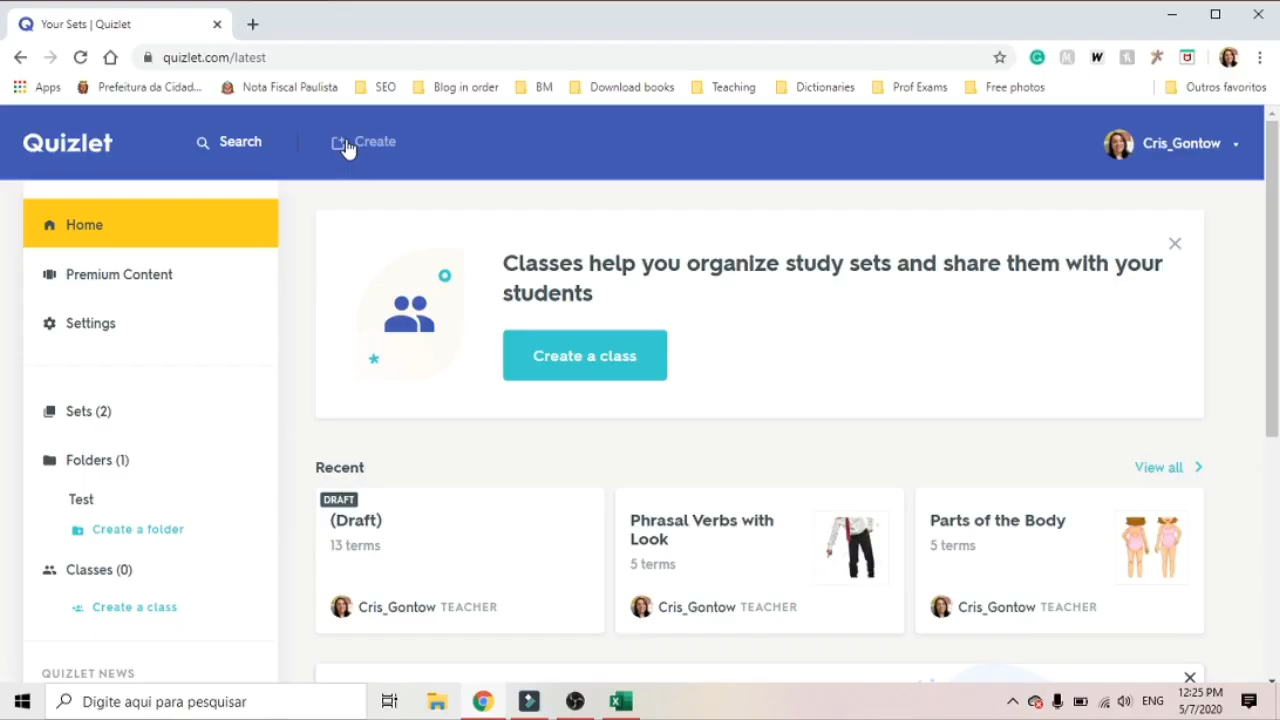 Your Sets | Quizlet
quizlet.com/latest
Apps Prefeitura da Cidad... Nota Fiscal Paulista SEO Blog in order BM Download books Teaching Dictionaries Prof Exams Free photos Outros favoritos
Quizlet Search Create Cris_Gontow
Home
Premium Content
Settings
Sets (2)
Folders (1)
Test
Create a folder
Classes (0)
Create a class
QUIZLET NEWS
Classes help you organize study sets and share them with your
students
Create a class
Recent View all
DRAFT
(Draft)
13 terms
Cris_Gontow TEACHER
Phrasal Verbs with
Look
5 terms
Cris_Gontow TEACHER
Parts of the Body
5 terms
Cris_Gontow TEACHER
Digite aqui para pesquisar
ENG
12:25 PM
5/7/2020